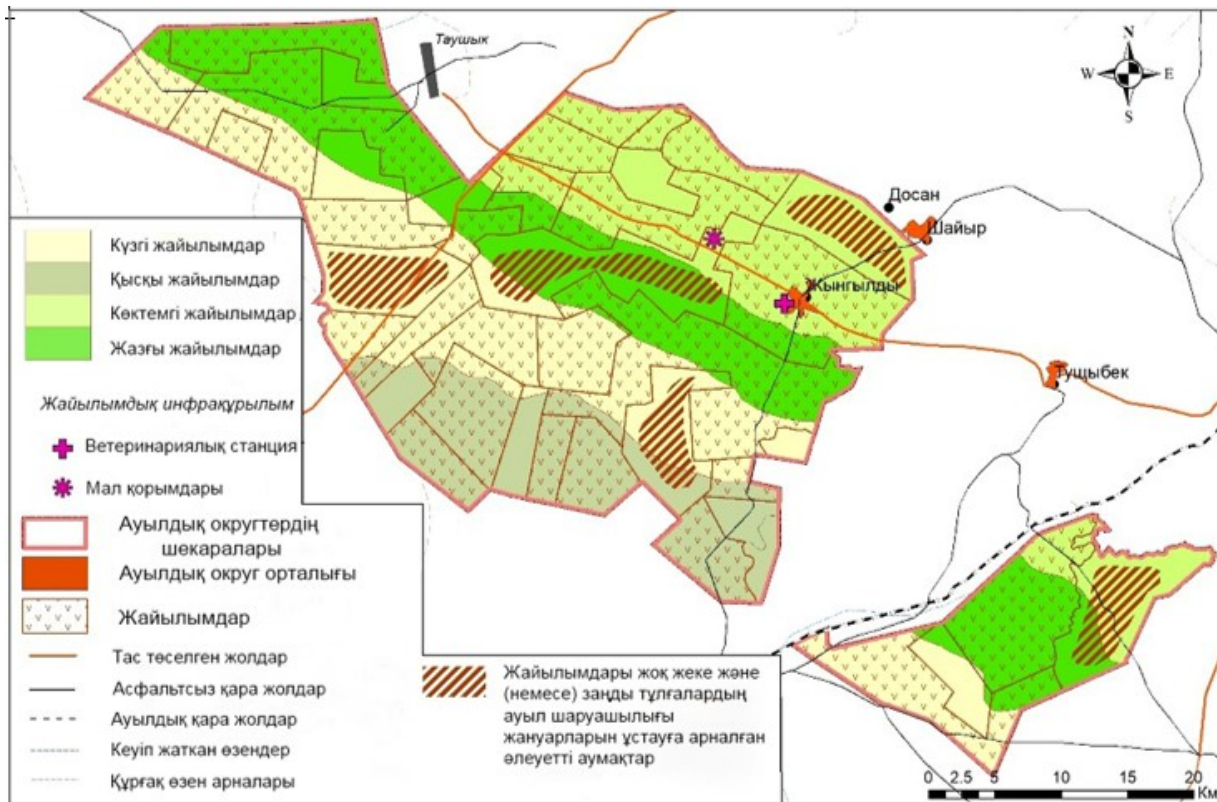 Таушык
N
W
E
S
Досан
Шайыр
Жынгылды
Тущыбек
Күзгі жайылымдар
Қысқы жайылымдар
Көктемгі жайылымдар
Жазғы жайылымдар
Жайылымдық инфрақұрылым
Ветеринариялық станция
Мал қорымдары
Ауылдық округтердің
шекаралары
Ауылдық округ орталығы
Жайылымдар
Тас төселген жолдар
Асфальтсыз қара жолдар
Ауылдық қара жолдар
Кеуіп жаткан өзендер
Құрғақ өзен арналары
Жайылымдары жоқ жеке және
(немесе) заңды тұлғалардың
ауыл шаруашылығы
жануарларын ұстауға арналған
әлеуетті аумақтар
0 2.5 5 10 15 20
Км